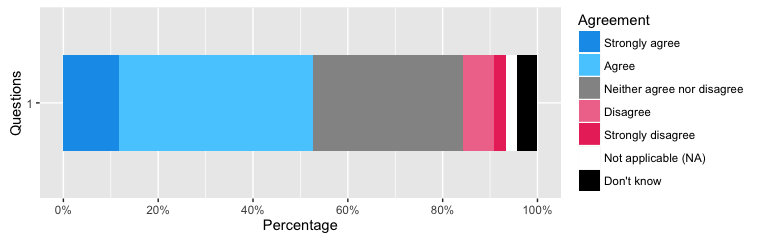 Agreement
Strongly agree
Agree
Neither agree nor disagree
Disagree
Strongly disagree
Not applicable (NA)
Don't know
Questions
1
0% 20% 40% 60% 80% 100%
Percentage